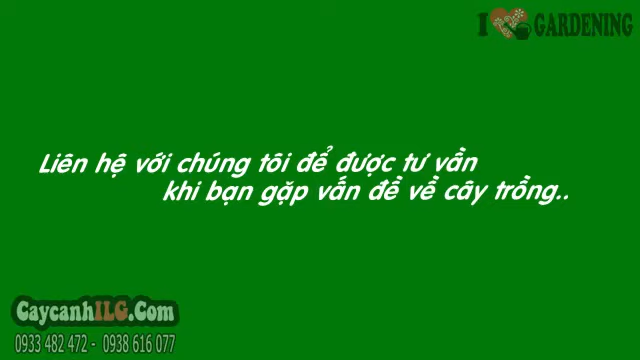 I GARDENING
Liên hệ với chúng tôi để được tư vần
khi bạn gặp vấn đề về cây trồng..
CaycanhILG.Com
0933 482 472 - 0938 616 077